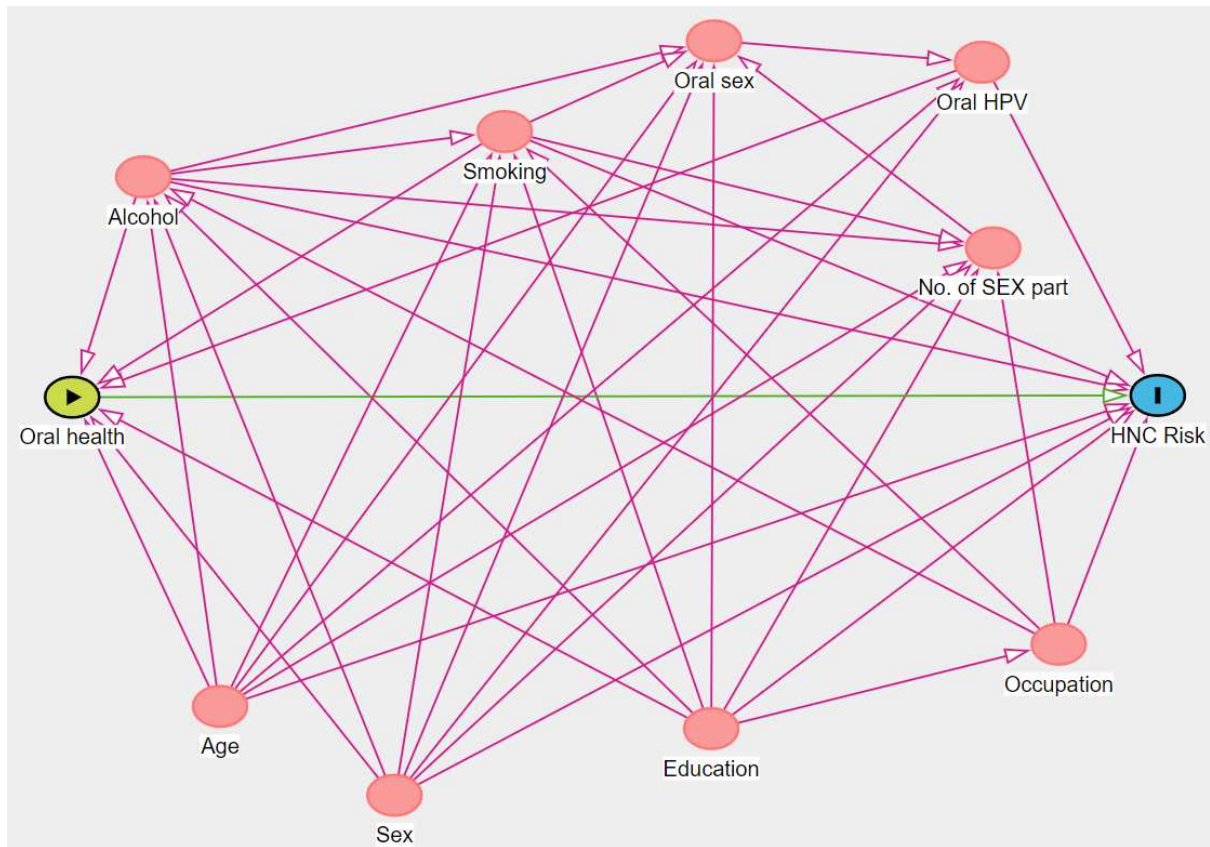 Oral sex
Oral HPV
Smoking
Alcohol
No. of SEX part
Oral health
HNC Risk
Occupation
Age
Education
Sex